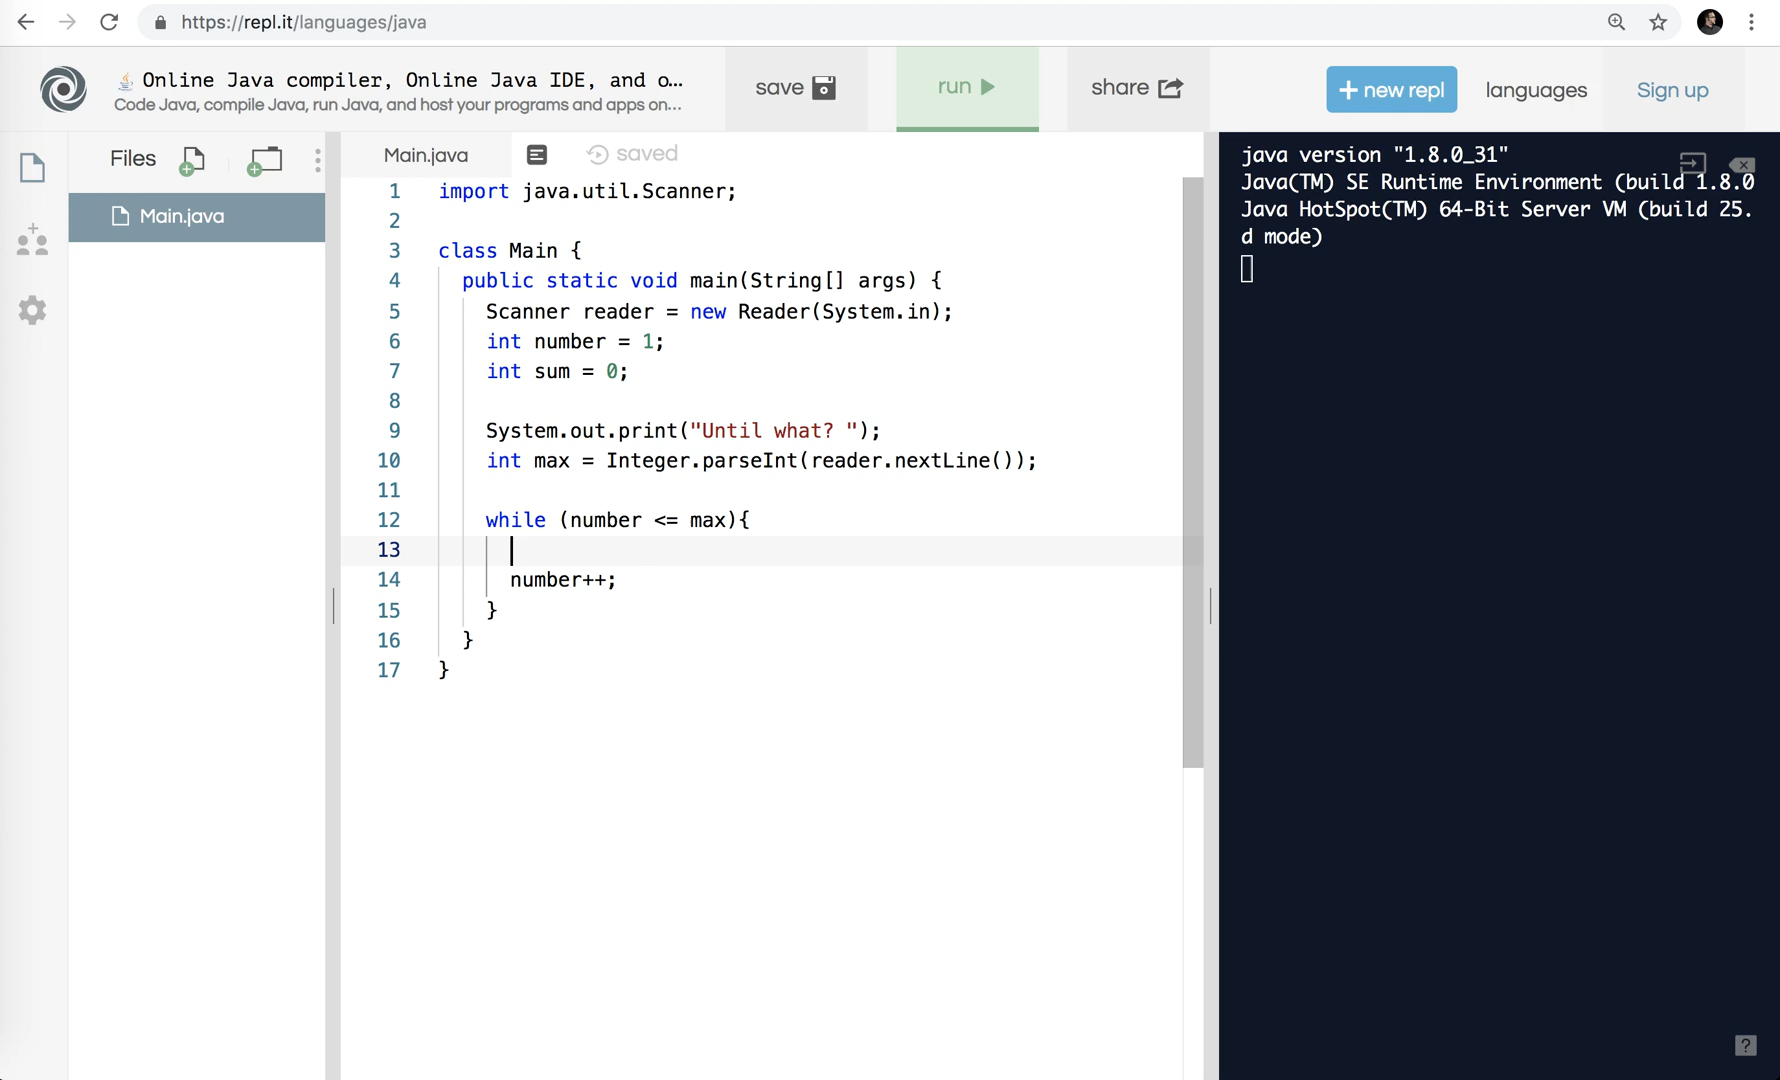 https://repl.it/languages/java
Online Java compiler, Online Java IDE, and o...
Code Java, compile Java, run Java, and host your programs and apps on...
save
run
share
+ new repl
languages
Sign up
Files
Main.java
Main.java
saved
1 import java.util.Scanner;
2
3 class Main {
4 public static void main(String[] args) {
5 Scanner reader = new Reader(System.in);
6 int number = 1;
7 int sum = 0;
8
9 System.out.print("Until what? ");
10 int max = Integer.parseInt(reader.nextLine());
11
12 while (number <= max){
13
14 number++;
15 }
16 }
17 }
java version "1.8.0_31"
Java(TM) SE Runtime Environment (build 1.8.0
Java HotSpot(TM) 64-Bit Server VM (build 25.
d mode)
?